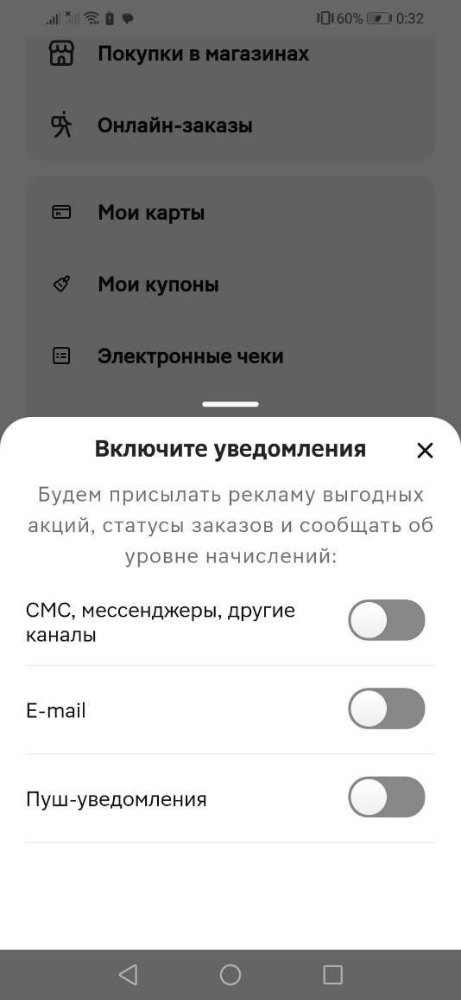 60% 0:32
Покупки в магазинах
Онлайн-заказы
Мои карты
Мои купоны
Электронные чеки
Включите уведомления
Будем присылать рекламу выгодных
акций, статусы заказов и сообщать об
уровне начислений:
СМС, мессенджеры, другие
каналы
E-mail
Пуш-уведомления